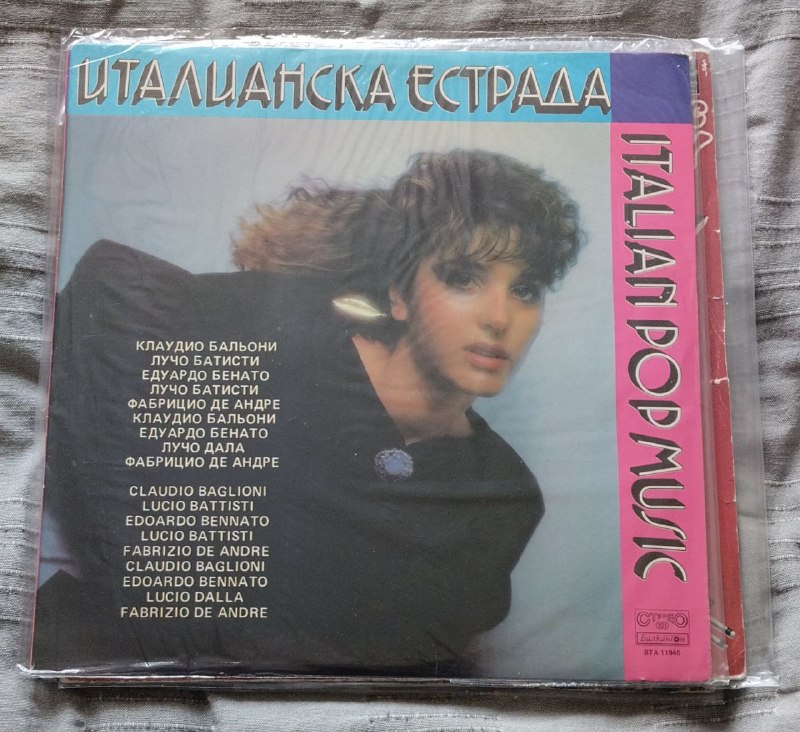 ИТАЛИАНСКА ЕСТРАДА
ITALIAN POP MUSIC
КЛАУДИО БАЛЬОНИ
ЛУЧО БАТИСТИ
ЕДУАРДО БЕНАТО
ЛУЧО БАТИСТИ
ФАБРИЦИО ДЕ АНДРЕ
КЛАУДИО БАЛЬОНИ
ЕДУАРДО БЕНАТО
ЛУЧО ДАЛА
ФАБРИЦИО ДЕ АНДРЕ
CLAUDIO BAGLIONI
LUCIO BATTISTI
EDOARDO BENNATO
LUCIO BATTISTI
FABRIZIO DE ANDRE
CLAUDIO BAGLIONI
EDOARDO BENNATO
LUCIO DALLA
FABRIZIO DE ANDRE
СТЕРЕО
Балкантон
ВТА 11946